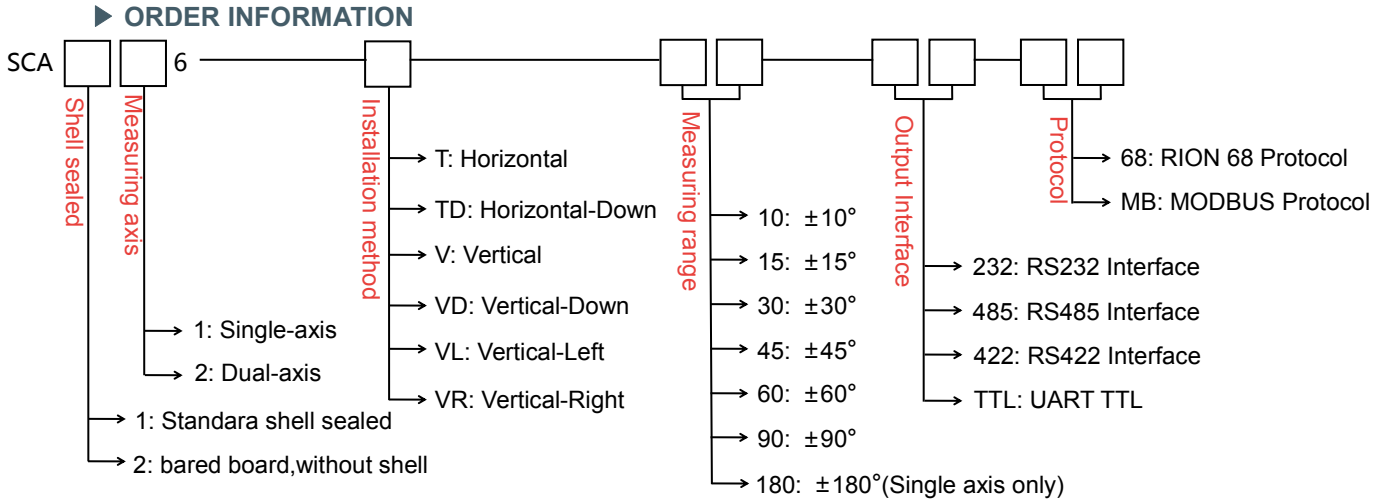 ORDER INFORMATION
SCA 6
Shell sealed
Measuring axis
Installation method
Measuring range
Output Interface
Protocol
1: Standara shell sealed
2: bared board,without shell
1: Single-axis
2: Dual-axis
T: Horizontal
TD: Horizontal-Down
V: Vertical
VD: Vertical-Down
VL: Vertical-Left
VR: Vertical-Right
10: ±10°
15: ±15°
30: ±30°
45: ±45°
60: ±60°
90: ±90°
180: ±180°(Single axis only)
232: RS232 Interface
485: RS485 Interface
422: RS422 Interface
TTL: UART TTL
68: RION 68 Protocol
MB: MODBUS Protocol